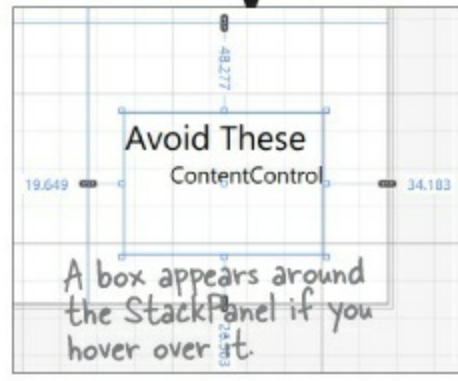 48.277
Avoid These
ContentControl
19.649
34.183
A box appears around
the StackPanel if you
hover over it.